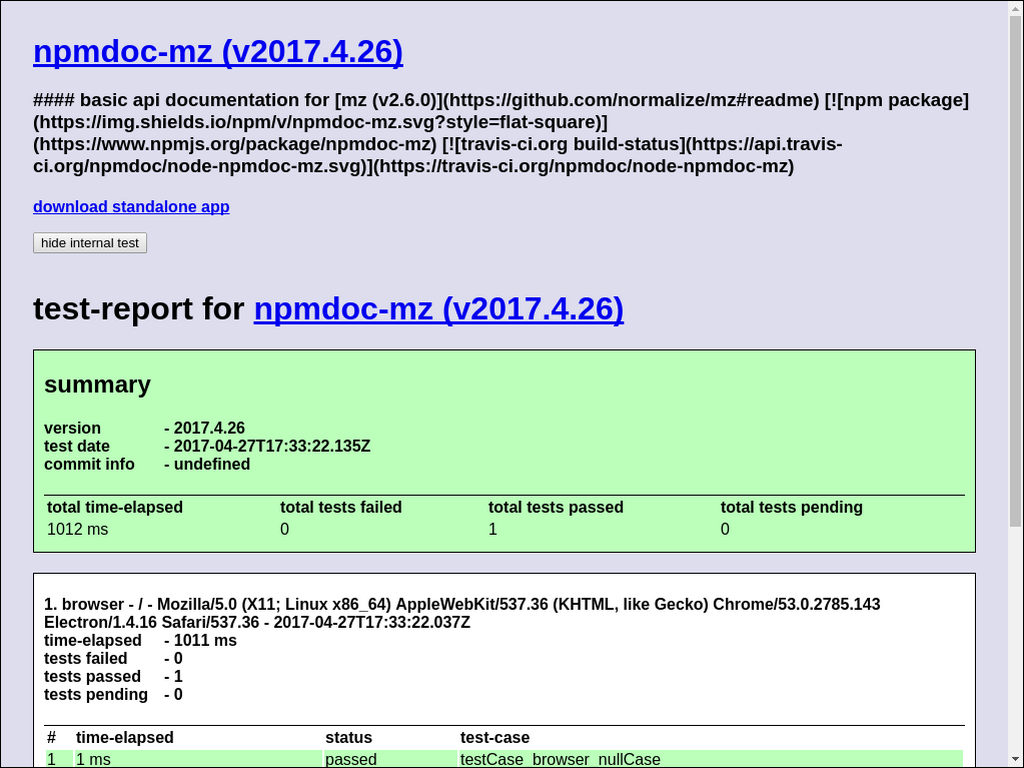 npmdoc-mz (v2017.4.26)
#### basic api documentation for [mz (v2.6.0)](https://github.com/normalize/mz#readme) [![npm package]
(https://img.shields.io/npm/v/npmdoc-mz.svg?style=flat-square)]
(https://www.npmjs.org/package/npmdoc-mz) [![travis-ci.org build-status](https://api.travis-
ci.org/npmdoc/node-npmdoc-mz.svg)](https://travis-ci.org/npmdoc/node-npmdoc-mz)
download standalone app
hide internal test
test-report for npmdoc-mz (v2017.4.26)
summary
version - 2017.4.26
test date - 2017-04-27T17:33:22.135Z
commit info - undefined
total time-elapsed total tests failed total tests passed total tests pending
1012 ms 0 1 0
1. browser - / - Mozilla/5.0 (X11; Linux x86_64) AppleWebKit/537.36 (KHTML, like Gecko) Chrome/53.0.2785.143
Electron/1.4.16 Safari/537.36 - 2017-04-27T17:33:22.037Z
time-elapsed - 1011 ms
tests failed - 0
tests passed - 1
tests pending - 0
# time-elapsed status test-case
1 1 ms passed testCase_browser_nullCase